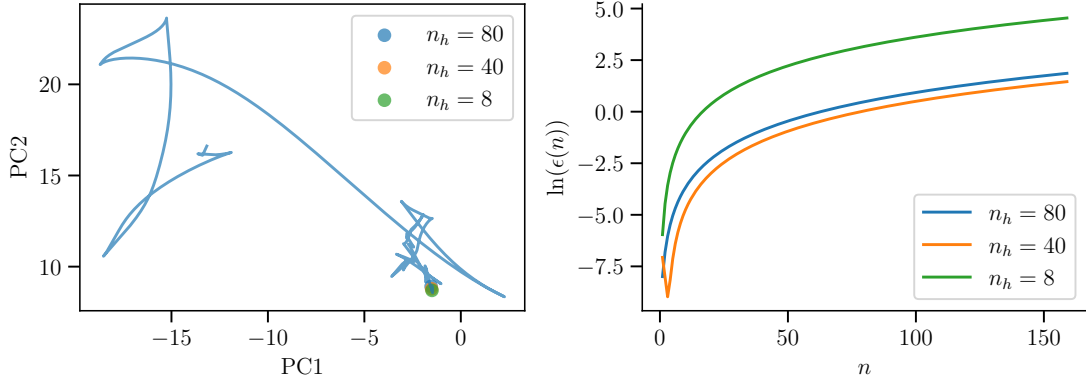 20
15
10
PC2
−15
−10
−5
0
PC1
n_h = 80
n_h = 40
n_h = 8
5.0
2.5
0.0
−2.5
−5.0
−7.5
ln(ϵ(n))
0
50
100
150
n
n_h = 80
n_h = 40
n_h = 8